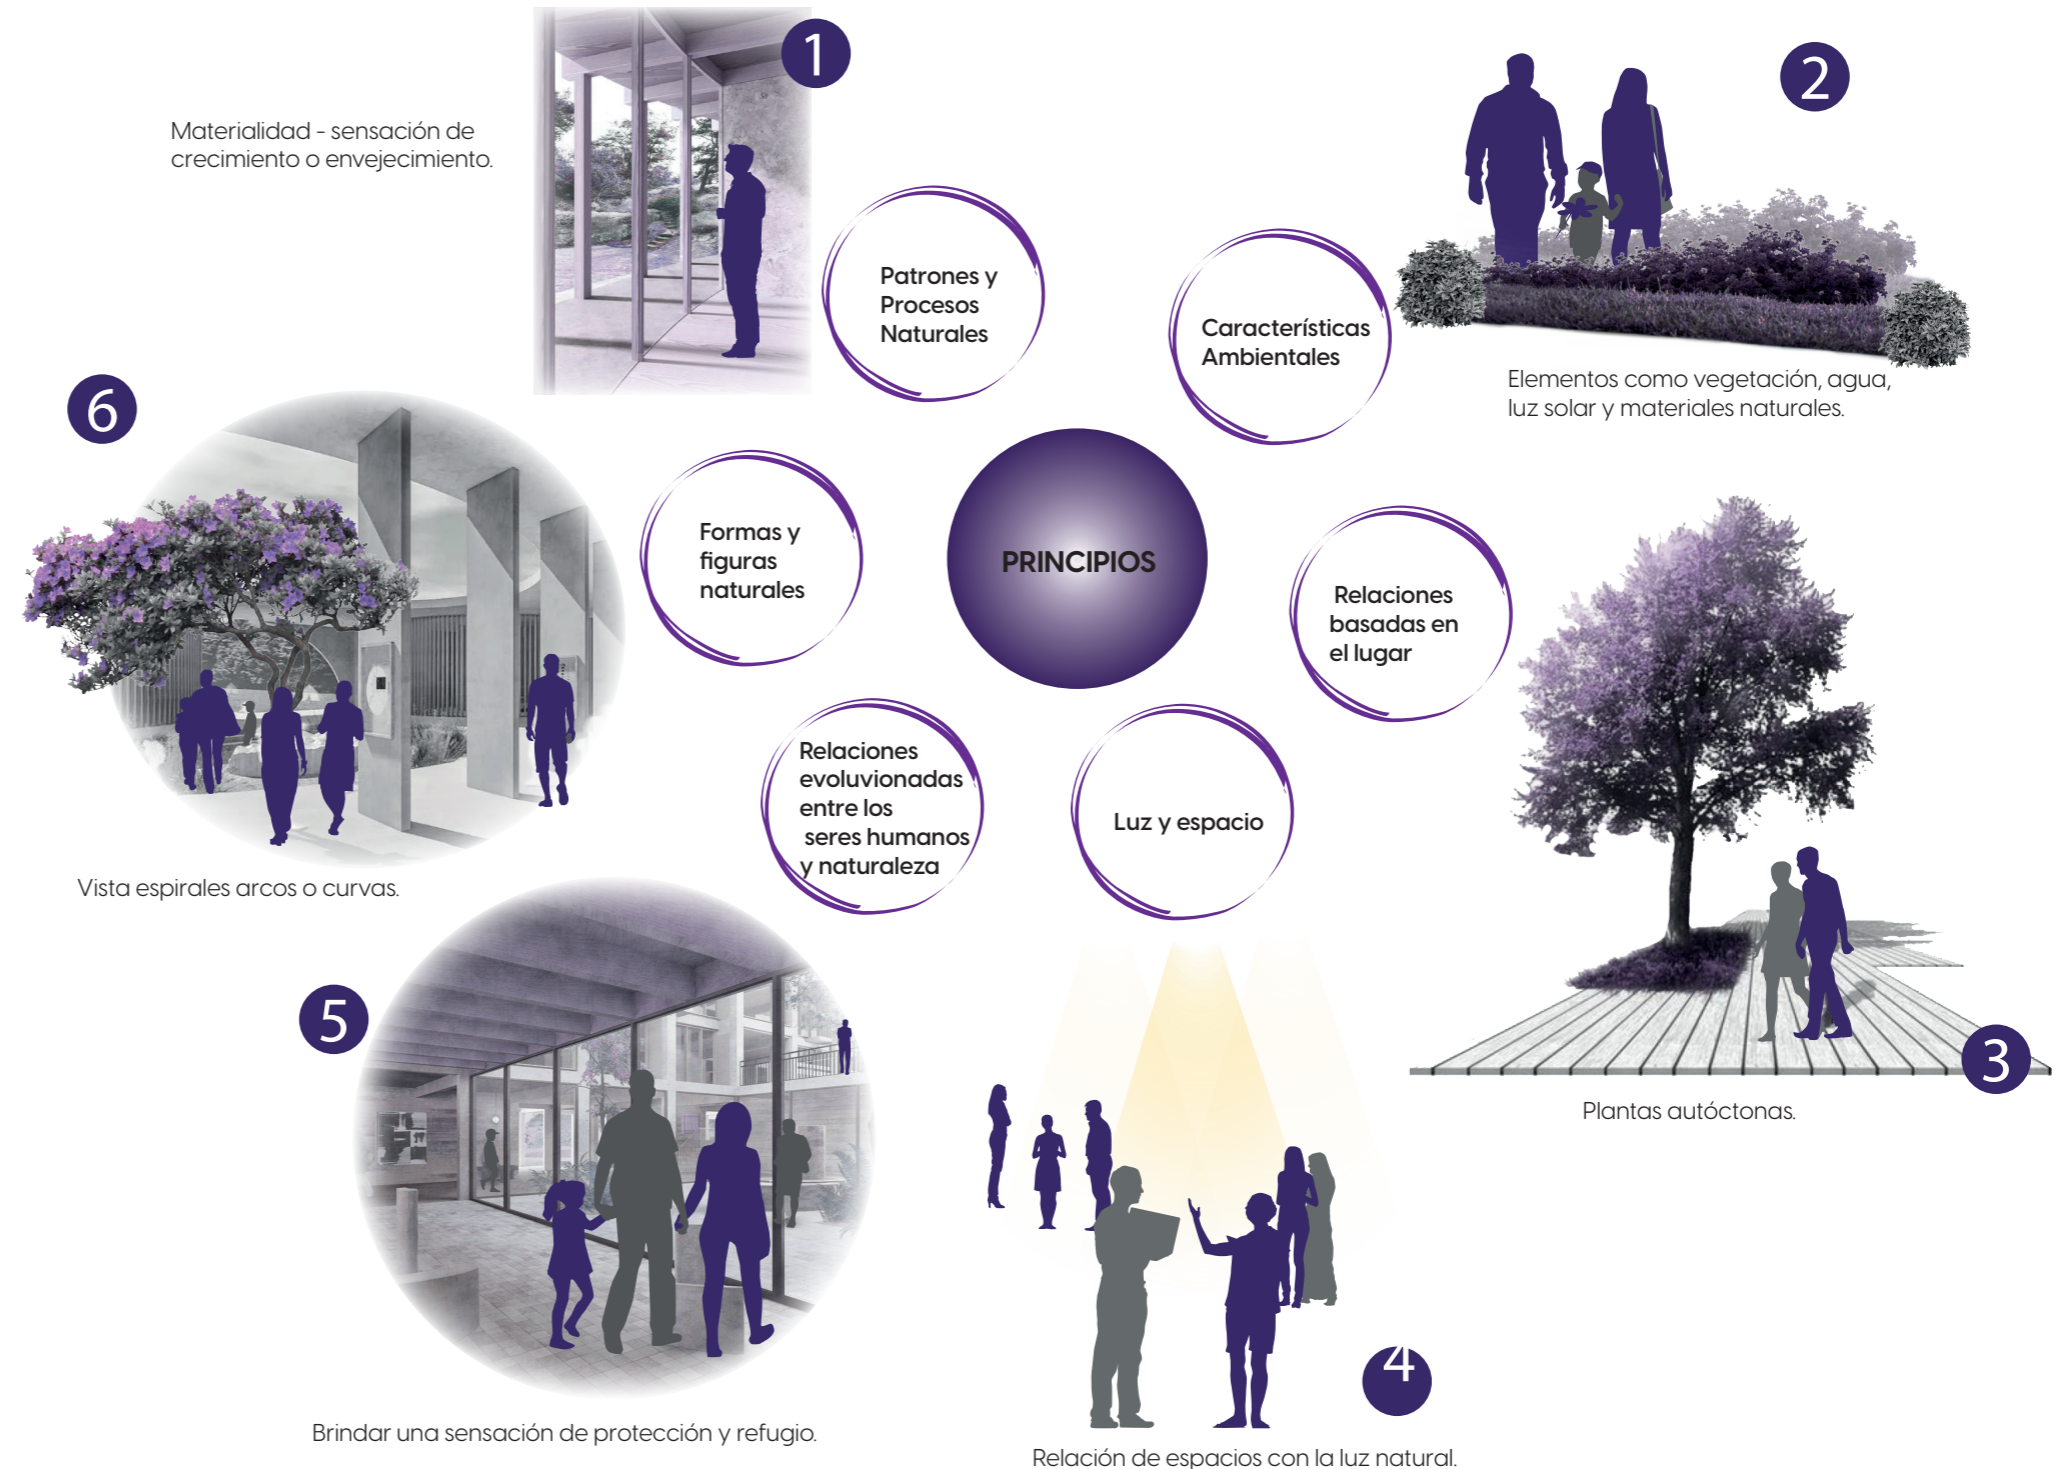 1
Materialidad - sensación de
crecimiento o envejecimiento.
Patrones y
Procesos
Naturales
2
Características
Ambientales
Elementos como vegetación, agua,
luz solar y materiales naturales.
PRINCIPIOS
Relaciones
basadas en
el lugar
3
Plantas autóctonas.
Luz y espacio
4
Relación de espacios con la luz natural.
Relaciones
evoluvionadas
entre los
seres humanos
y naturaleza
5
Brindar una sensación de protección y refugio.
Formas y
figuras
naturales
6
Vista espirales arcos o curvas.